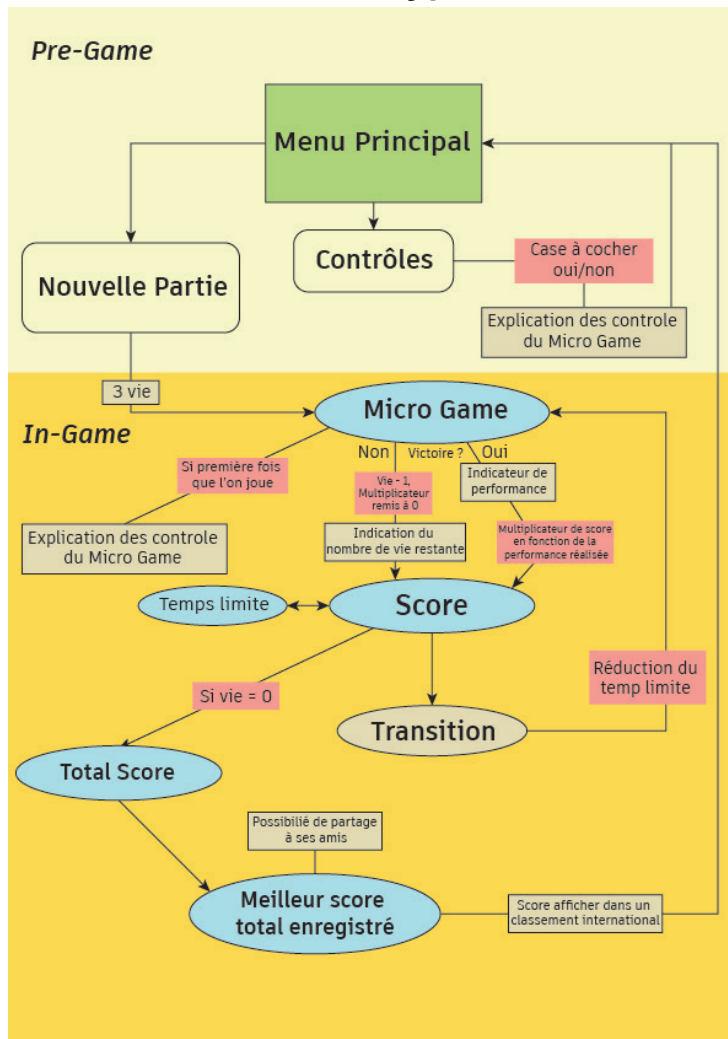 Pre-Game
Menu Principal
Contrôles
Case à cocher
oui/non
Nouvelle Partie
Explication des controle
du Micro Game
3 vie
In-Game
Micro Game
Non
Victoire ?
Oui
Si première fois
que l'on joue
Vie - 1,
Multiplicateur
remis à 0
Indicateur de
performance
Explication des controle
du Micro Game
Indication du
nombre de vie restante
Multiplicateur de score
en fonction de la
performance réalisée
Temps limite
Score
Réduction du
temp limite
Si vie = 0
Transition
Total Score
Possibilié de partage
à ses amis
Meilleur score
total enregistré
Score afficher dans un
classement international